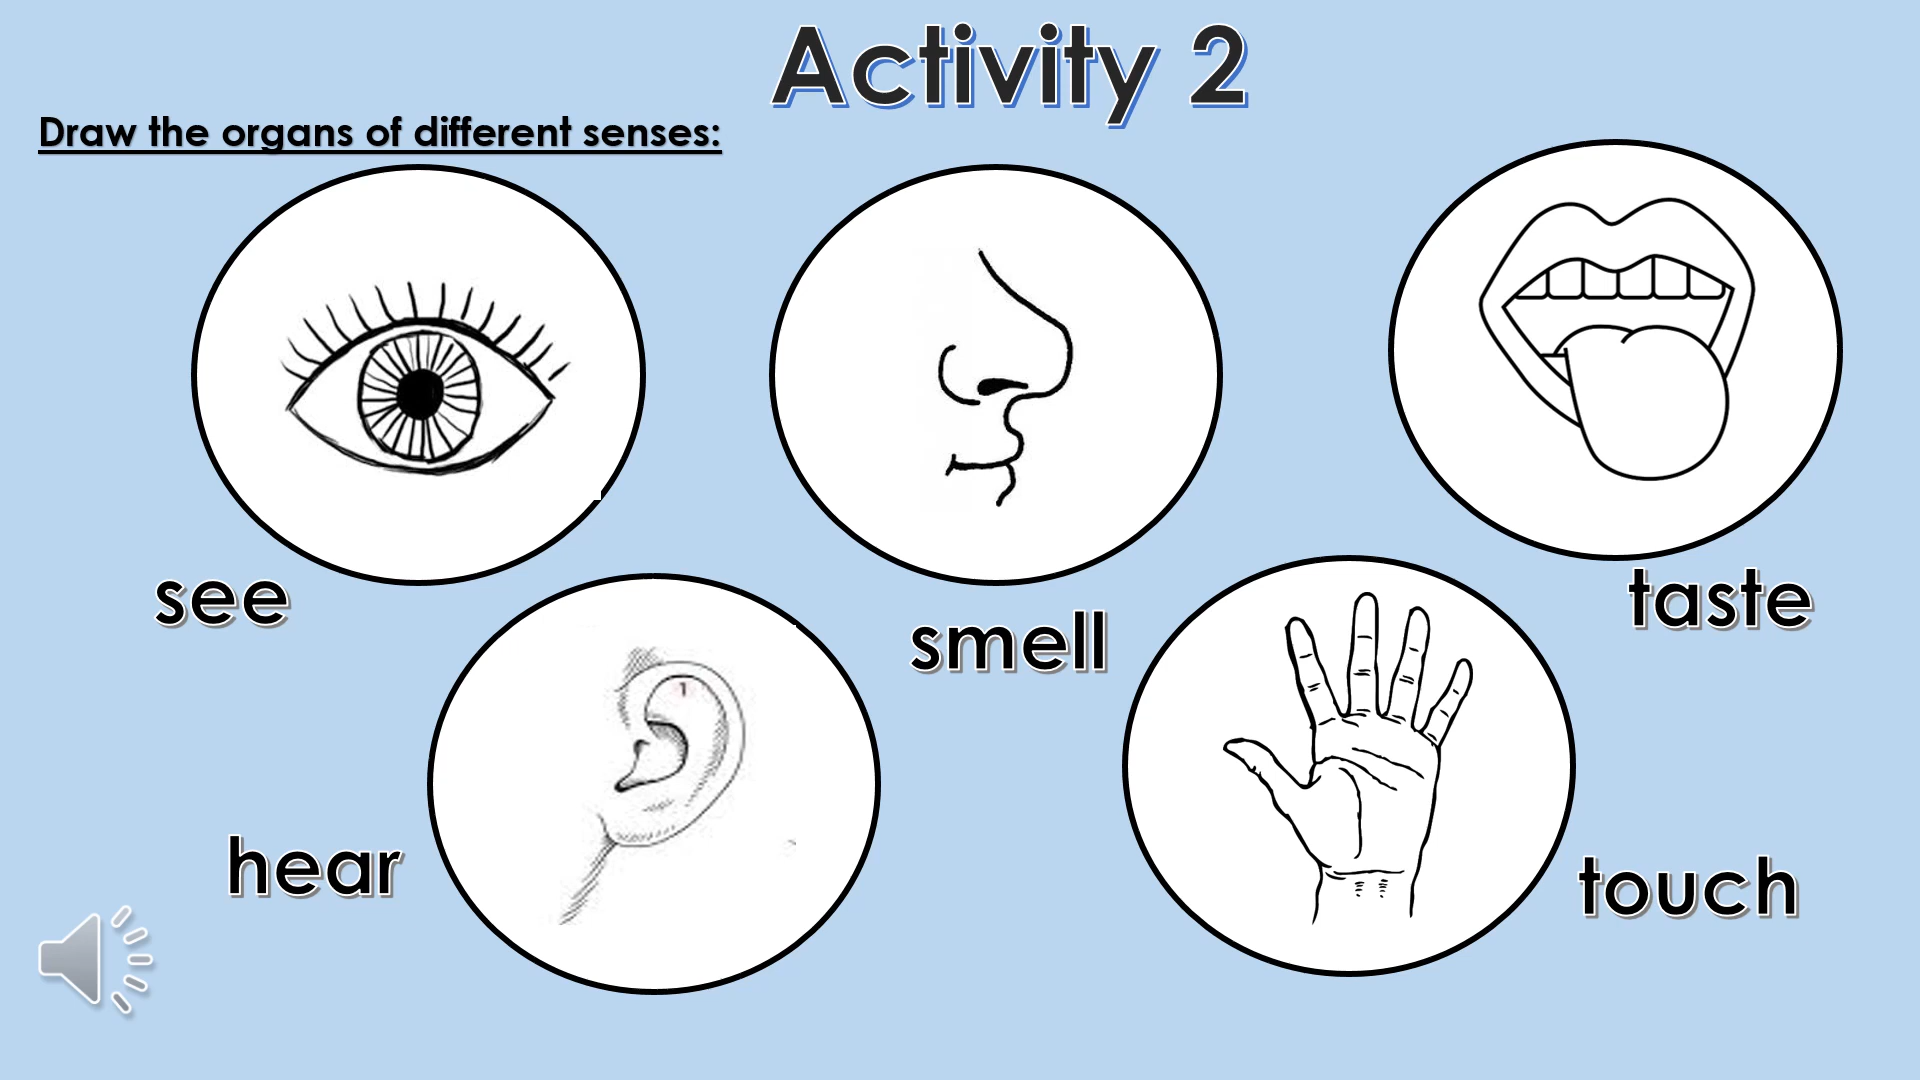 Activity 2
Draw the organs of different senses:
see
smell
taste
hear
touch